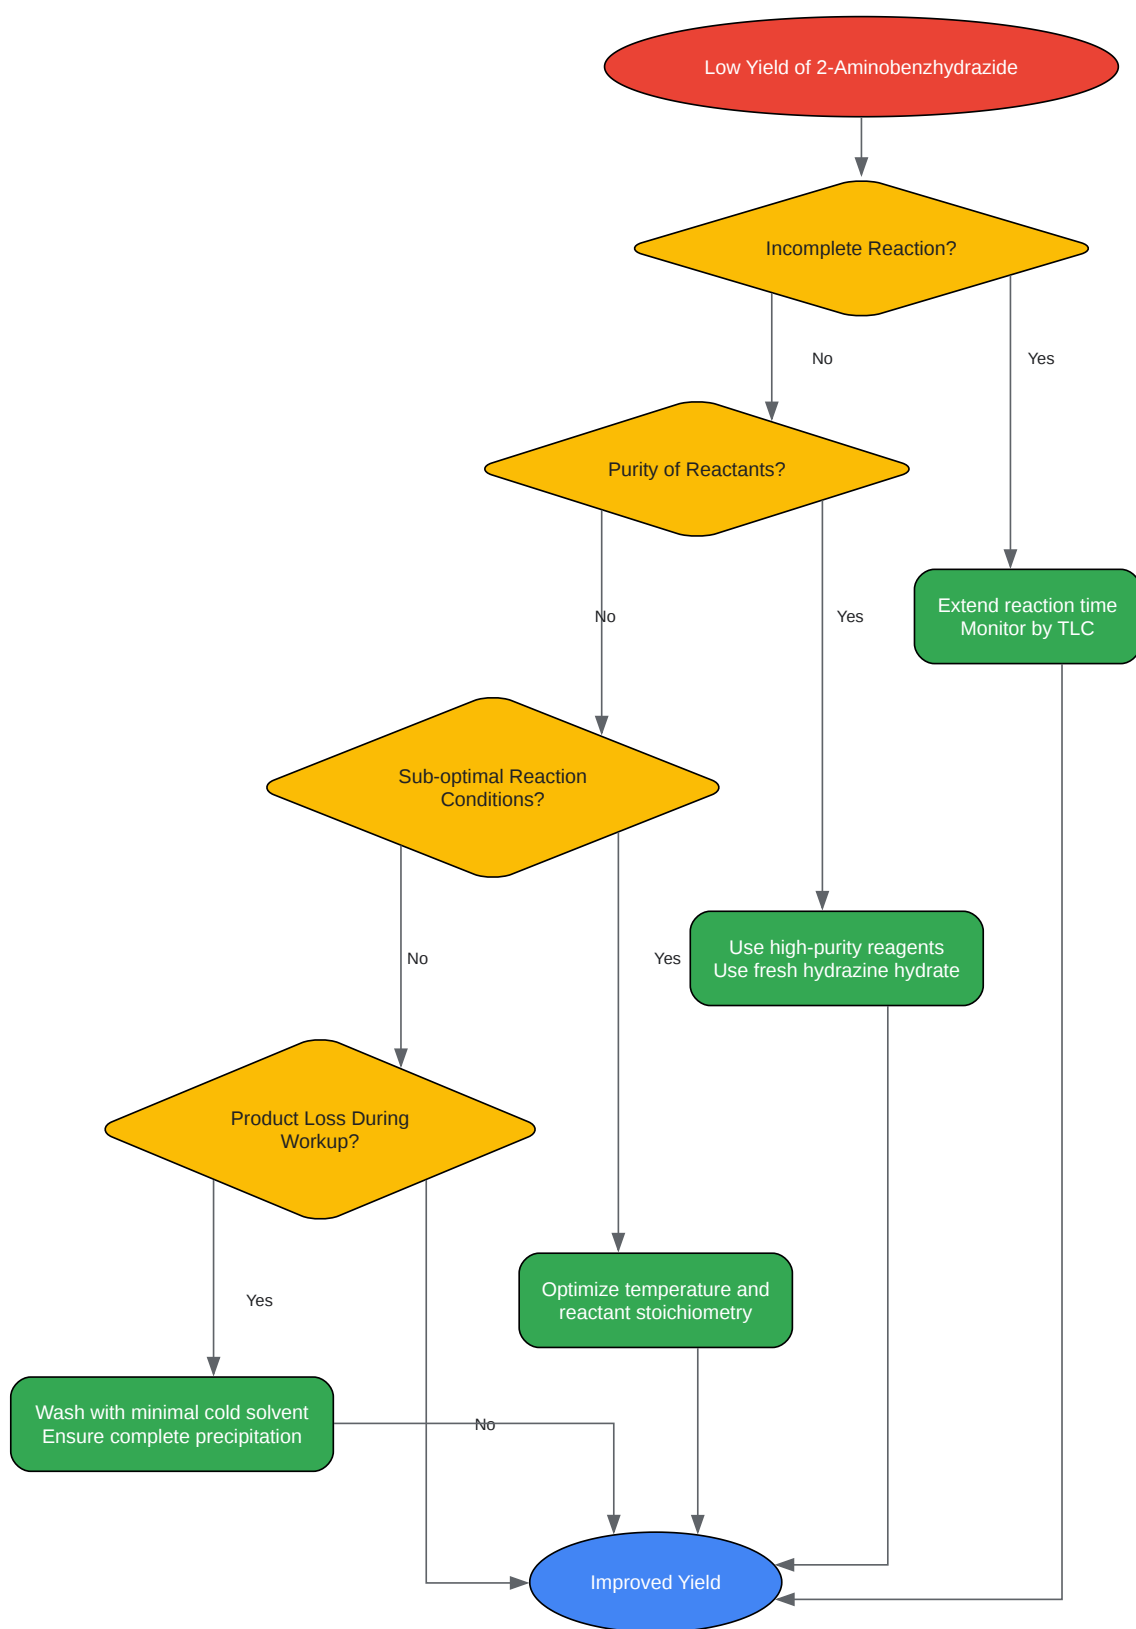 Low Yield of 2-Aminobenzhydrazide
Incomplete Reaction?
No
Yes
Purity of Reactants?
Extend reaction time
Monitor by TLC
No
Yes
Sub-optimal Reaction
Conditions?
Use high-purity reagents
Use fresh hydrazine hydrate
No
Yes
Product Loss During
Workup?
Optimize temperature and
reactant stoichiometry
Yes
Wash with minimal cold solvent
Ensure complete precipitation
No
Improved Yield